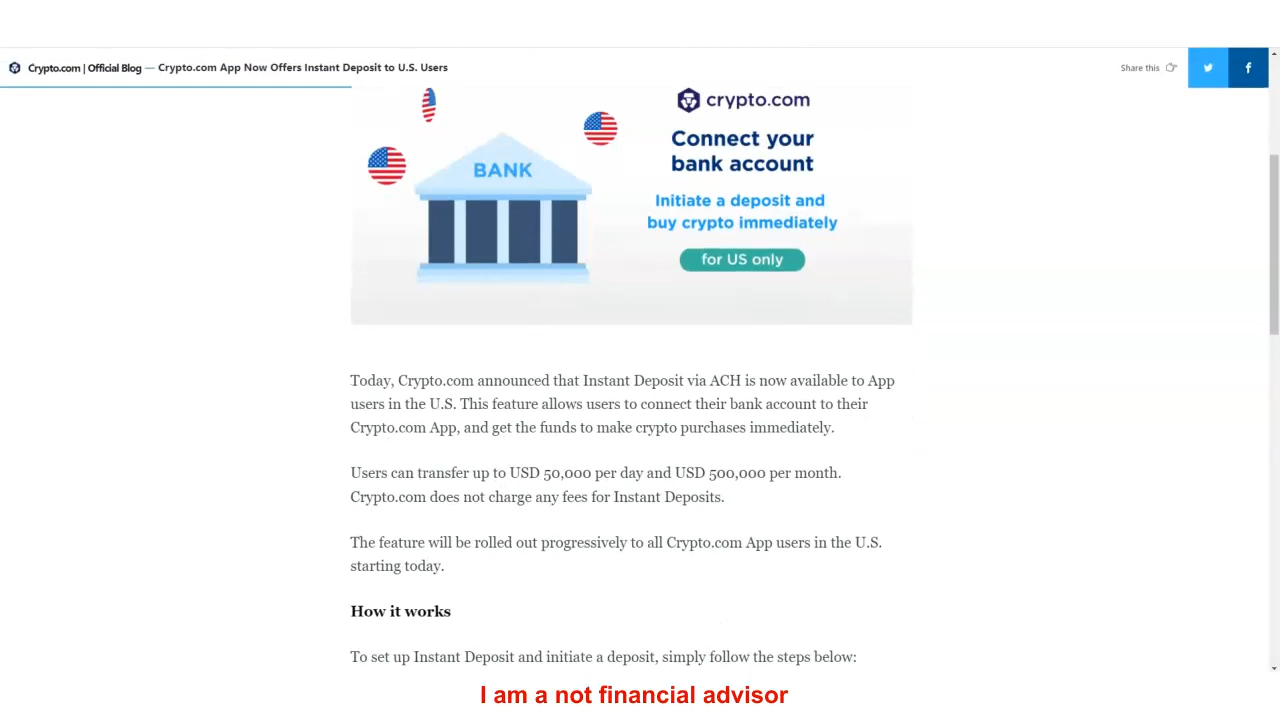 Crypto.com | Official Blog — Crypto.com App Now Offers Instant Deposit to U.S. Users
Share this
crypto.com
Connect your
bank account
BANK
Initiate a deposit and
buy crypto immediately
for US only
Today, Crypto.com announced that Instant Deposit via ACH is now available to App
users in the U.S. This feature allows users to connect their bank account to their
Crypto.com App, and get the funds to make crypto purchases immediately.
Users can transfer up to USD 50,000 per day and USD 500,000 per month.
Crypto.com does not charge any fees for Instant Deposits.
The feature will be rolled out progressively to all Crypto.com App users in the U.S.
starting today.
How it works
To set up Instant Deposit and initiate a deposit, simply follow the steps below:
I am a not financial advisor